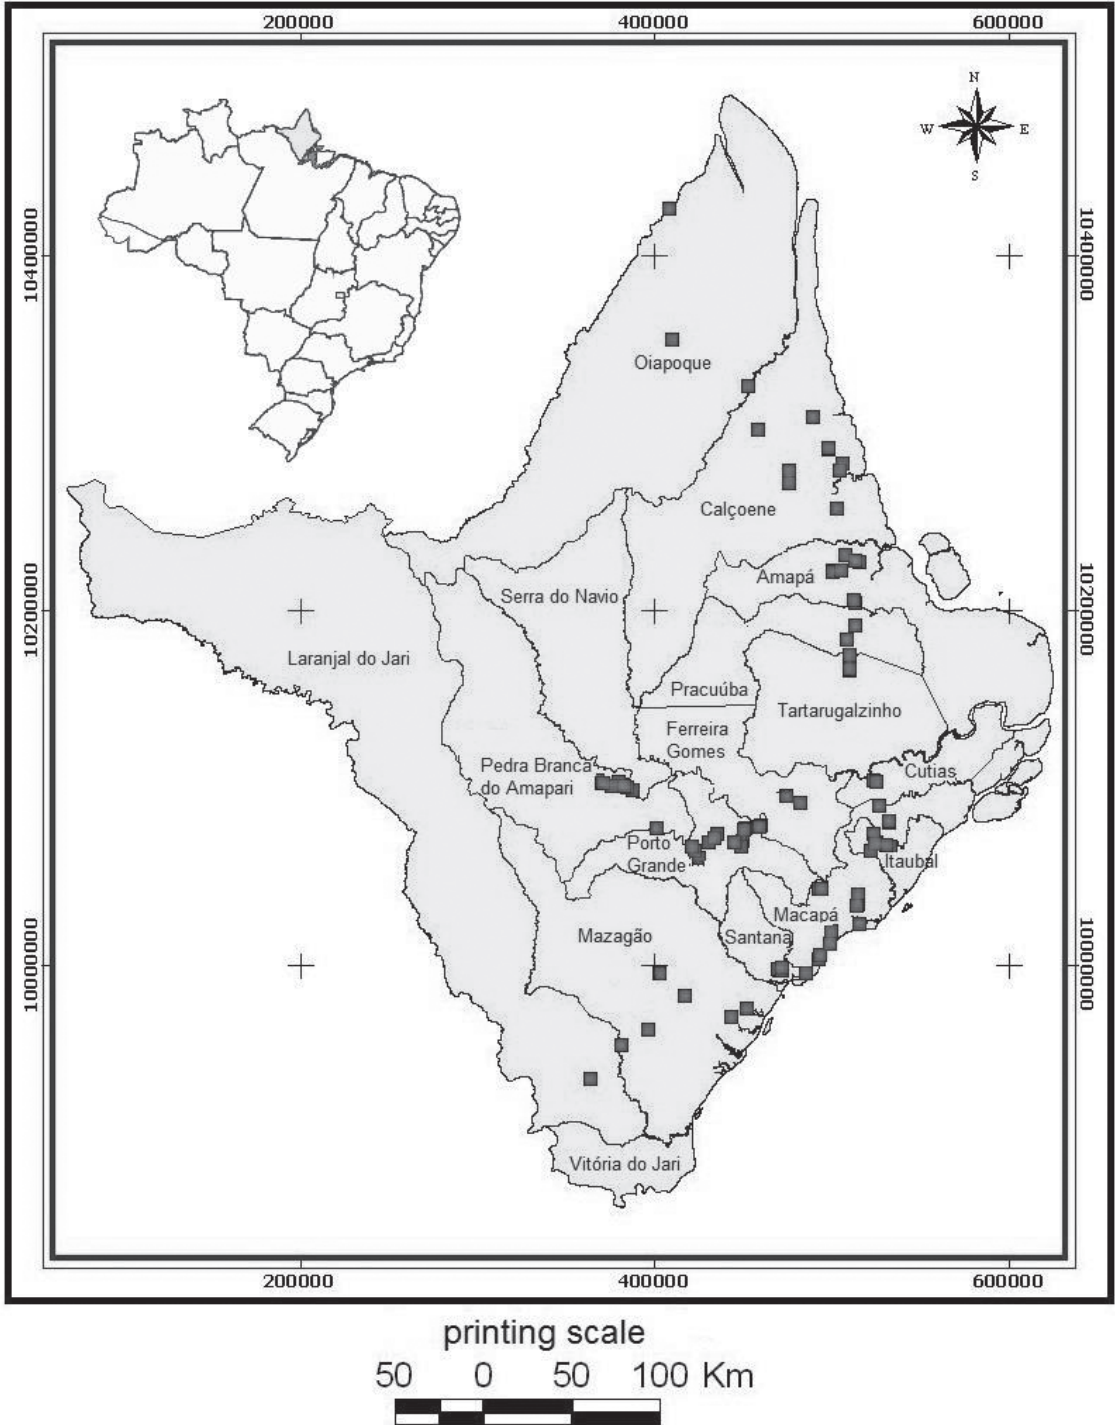 200000 400000 600000
N
W E
S
10400000 10400000
Oiapoque
Calçoene
Amapá
Serra do Navio
10200000 10200000
Laranjal do Jari
Pracuúba
Tartarugalzinho
Ferreira
Gomes
Pedra Branca
do Amapari
Cutias
Porto
Grande
Itaubal
Macapá
Mazagão
Santana
10000000 10000000
Vitória do Jari
200000 400000 600000
printing scale
50 0 50 100 Km